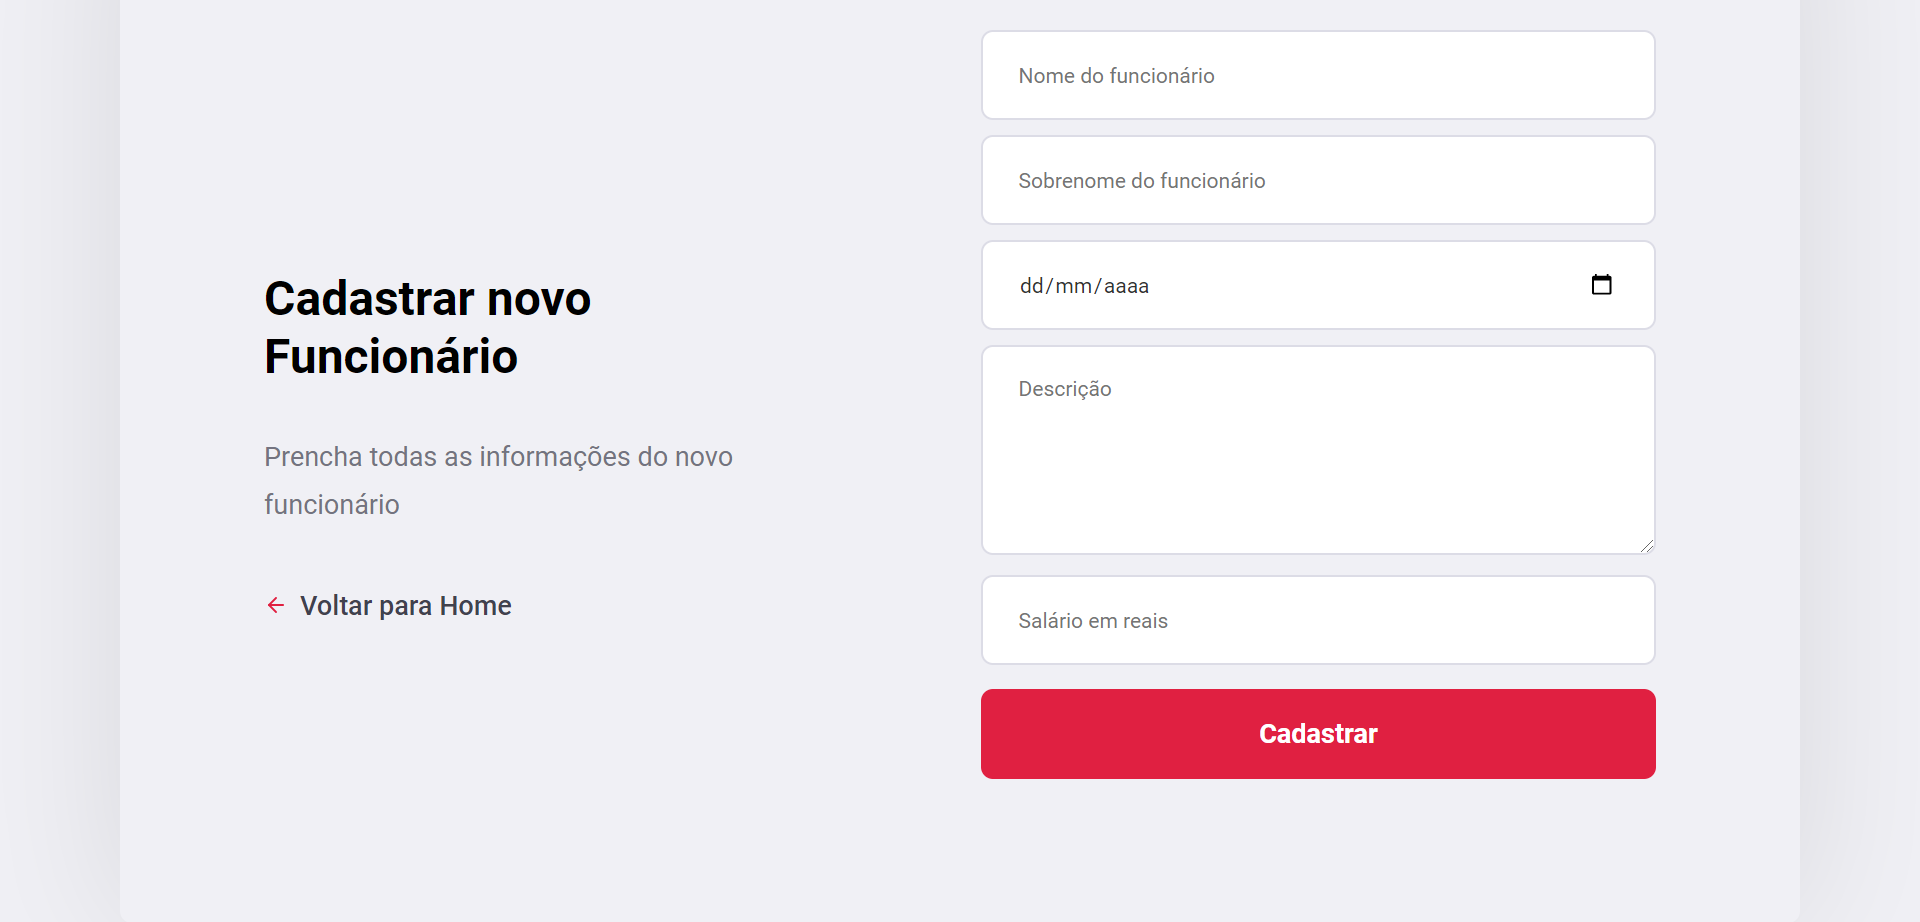 Cadastrar novo
Funcionário
Prencha todas as informações do novo
funcionário
Voltar para Home
Nome do funcionário
Sobrenome do funcionário
dd/mm/aaaa
Descrição
Salário em reais
Cadastrar